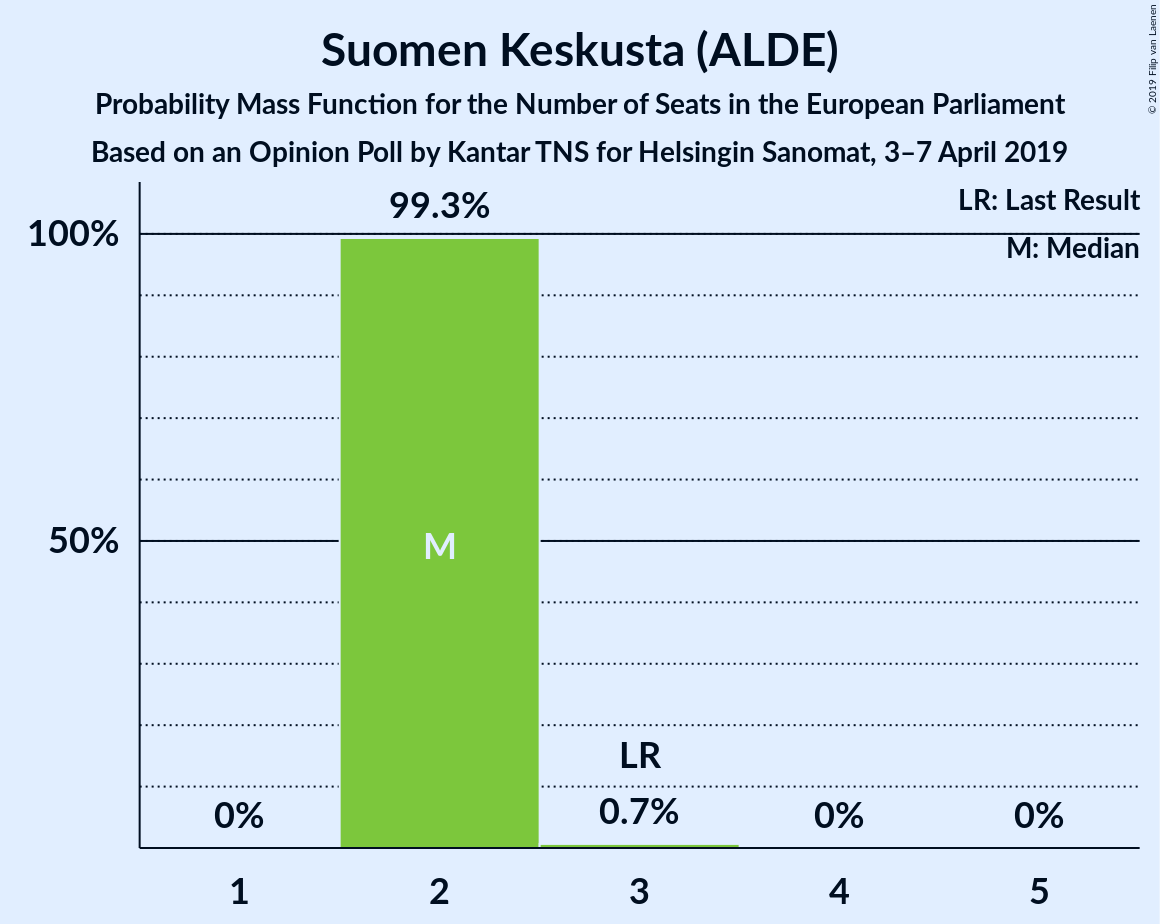 Suomen Keskusta (ALDE)
Probability Mass Function for the Number of Seats in the European Parliament
Based on an Opinion Poll by Kantar TNS for Helsingin Sanomat, 3–7 April 2019
© 2019 Filip van Laenen
LR: Last Result
M: Median
100%
50%
99.3%
M
LR
0%
0.7%
0%
0%
1
2
3
4
5